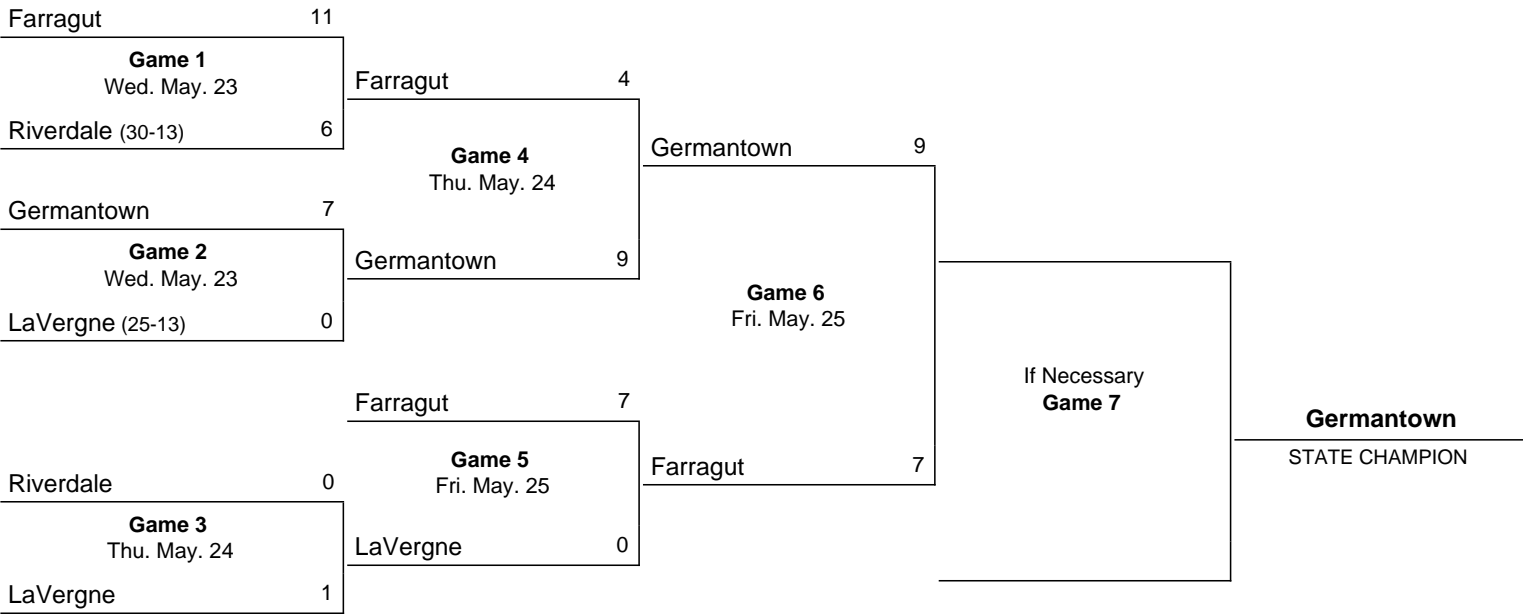 Farragut 11
Game 1
Wed. May. 23
Riverdale (30-13) 6
Germantown 7
Game 2
Wed. May. 23
LaVergne (25-13) 0
Riverdale 0
Game 3
Thu. May. 24
LaVergne 1
Farragut 4
Game 4
Thu. May. 24
Germantown 9
Farragut 7
Game 5
Fri. May. 25
LaVergne 0
Germantown 9
Game 6
Fri. May. 25
Farragut 7
If Necessary
Game 7
Germantown
STATE CHAMPION